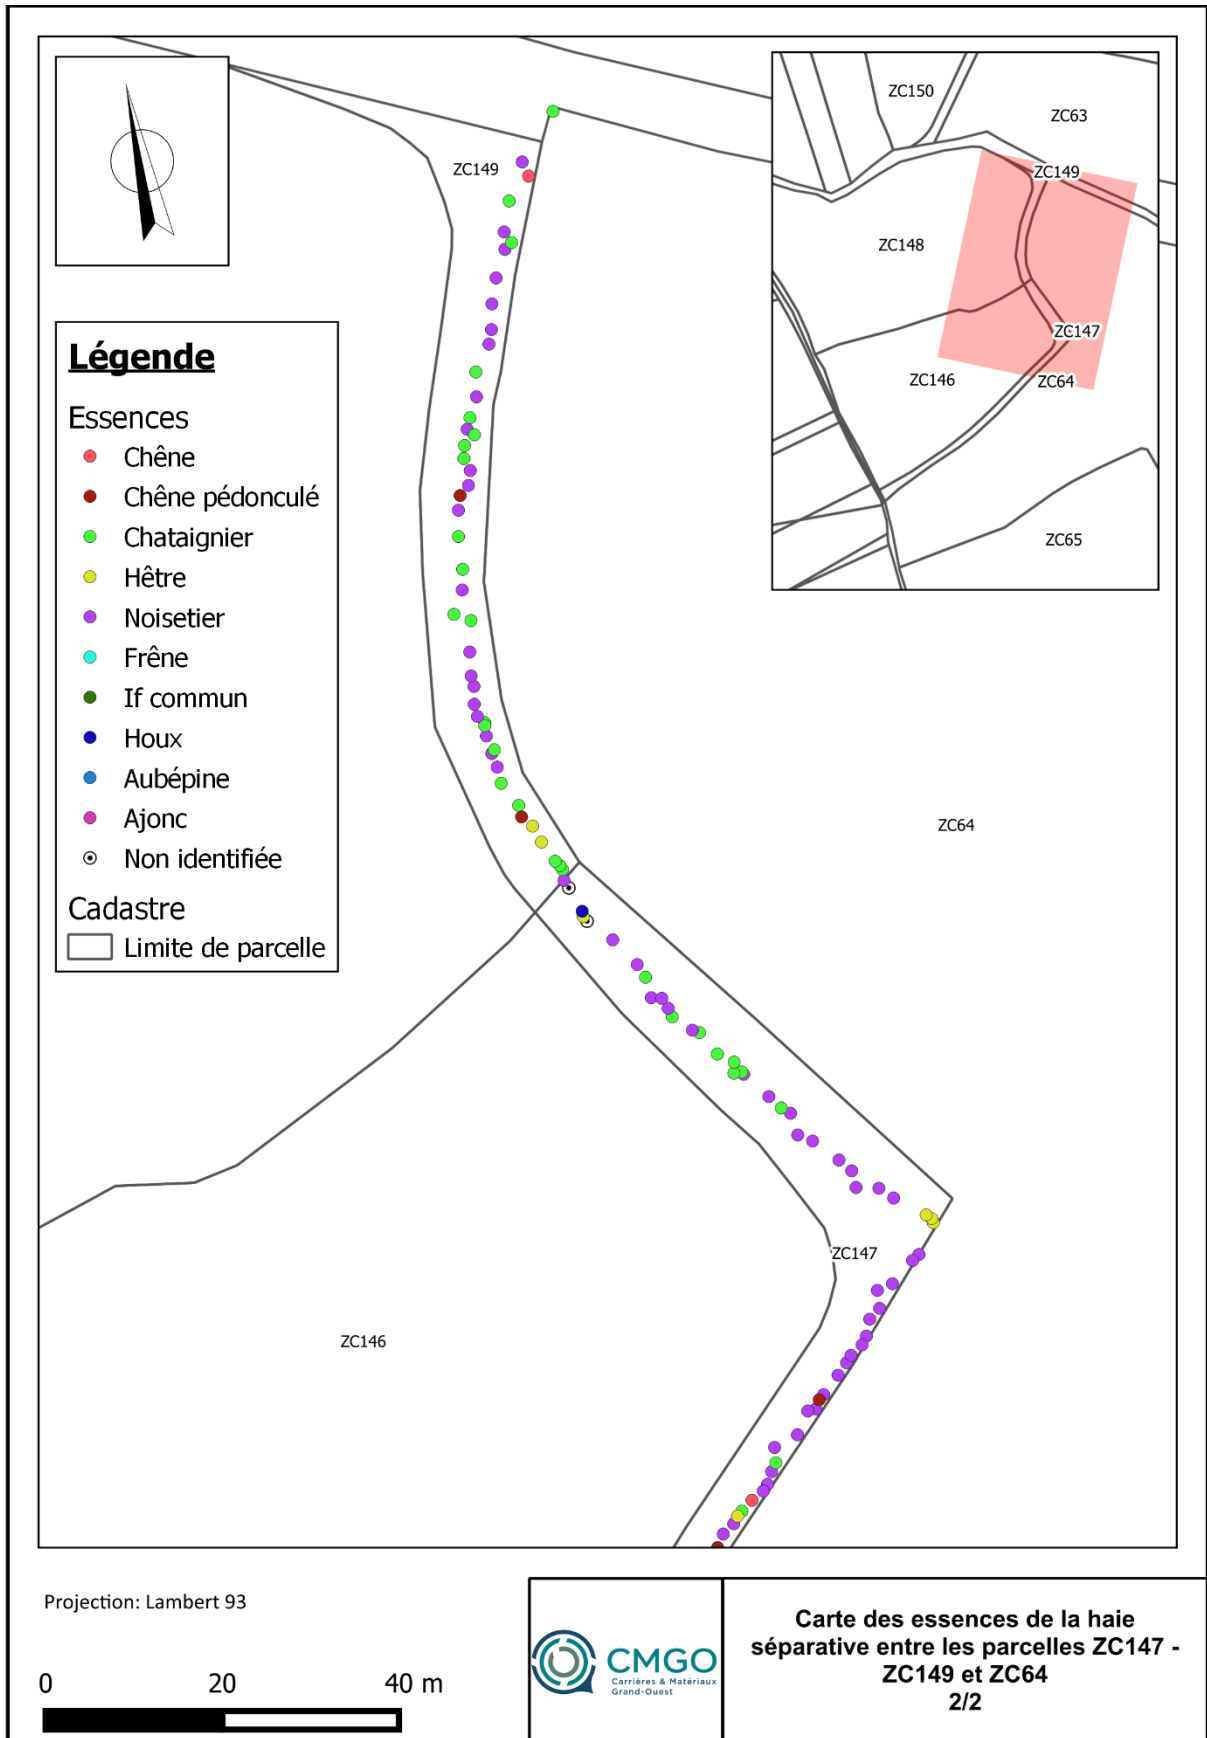 ZC149
ZC150
ZC63
ZC149
ZC148
ZC147
ZC146
ZC64
ZC65
Légende
Essences
Chêne
Chêne pédonculé
Chataignier
Hêtre
Noisetier
Frêne
If commun
Houx
Aubépine
Ajonc
Non identifiée
Cadastre
Limite de parcelle
ZC64
ZC147
ZC146
Projection: Lambert 93
0 20 40 m
CMGO
Carrières & Matériaux
Grand-Ouest
Carte des essences de la haie
séparative entre les parcelles ZC147 -
ZC149 et ZC64
2/2